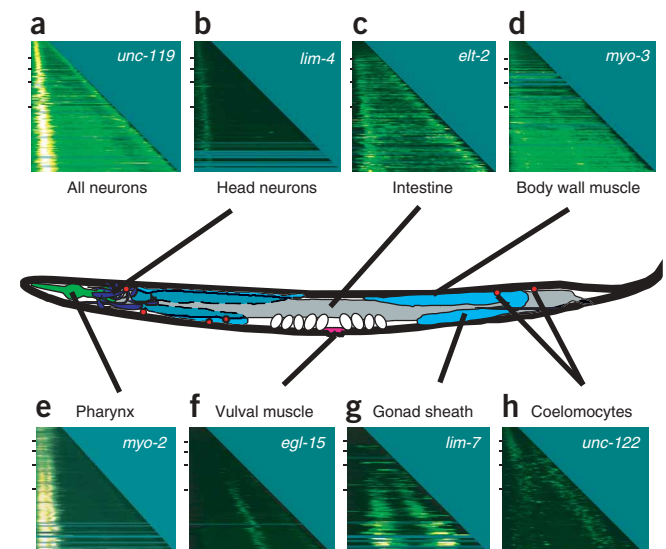 a b c d
unc-119 lim-4 elt-2 myo-3
All neurons Head neurons Intestine Body wall muscle
e Pharynx f Vulval muscle g Gonad sheath h Coelomocytes
myo-2 egl-15 lim-7 unc-122